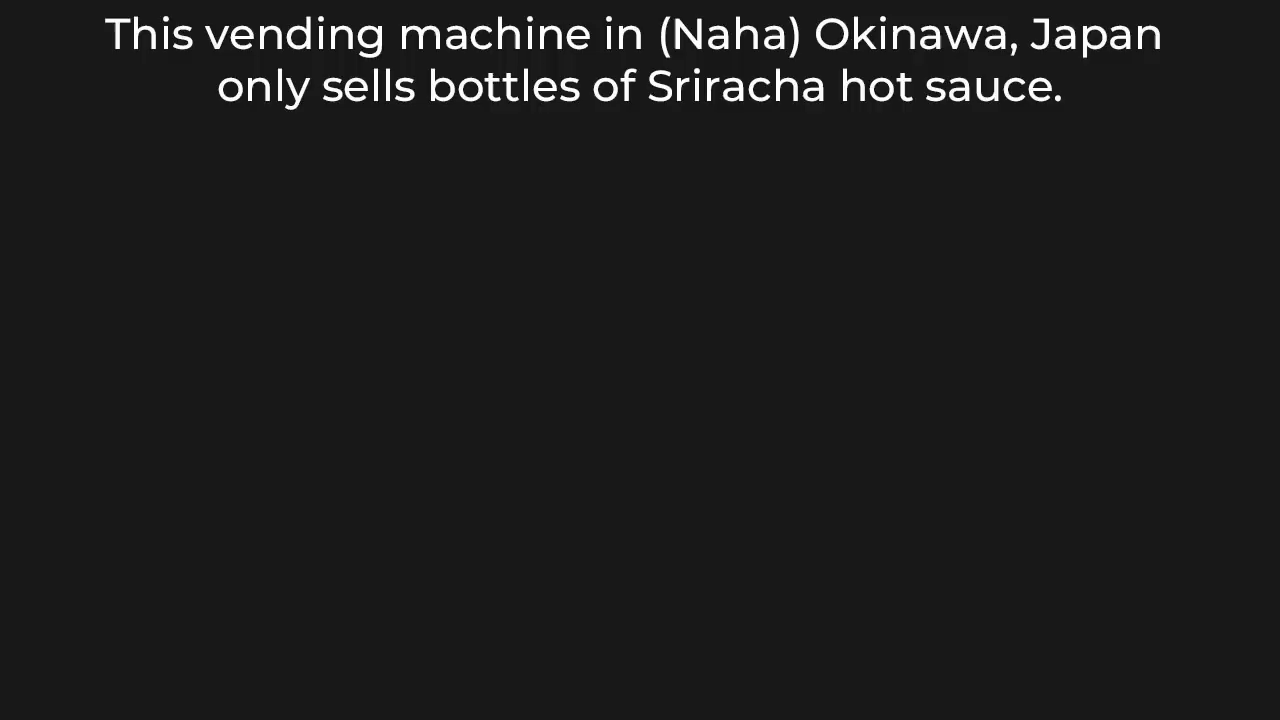 This vending machine in (Naha) Okinawa, Japan
only sells bottles of Sriracha hot sauce.